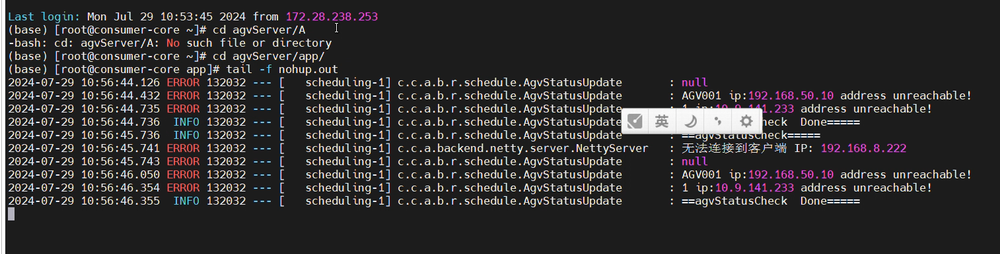 Last login: Mon Jul 29 10:53:45 2024 from 172.28.238.253
(base) [root@consumer-core ~]# cd agvServer/A
-bash: cd: agvServer/A: No such file or directory
(base) [root@consumer-core ~]# cd agvServer/app/
(base) [root@consumer-core app]# tail -f nohup.out
2024-07-29 10:56:44.126 ERROR 132032 --- [   scheduling-1] c.c.a.b.r.schedule.AgvStatusUpdate       : null
2024-07-29 10:56:44.432 ERROR 132032 --- [   scheduling-1] c.c.a.b.r.schedule.AgvStatusUpdate       : AGV001 ip:192.168.50.10 address unreachable!
2024-07-29 10:56:44.735 ERROR 132032 --- [   scheduling-1] c.c.a.b.r.schedule.AgvStatusUpdate       : 1 ip:10.9.141.233 address unreachable!
2024-07-29 10:56:44.736  INFO 132032 --- [   scheduling-1] c.c.a.b.r.schedule.AgvStatusUpdate       Check  Done=====
英
2024-07-29 10:56:45.736  INFO 132032 --- [   scheduling-1] c.c.a.b.r.schedule.AgvStatusUpdate       : ==agvStatusCheck=====
2024-07-29 10:56:45.741 ERROR 132032 --- [   scheduling-1] c.c.a.backend.netty.server.NettyServer   : 无法连接到客户端 IP: 192.168.8.222
2024-07-29 10:56:45.743 ERROR 132032 --- [   scheduling-1] c.c.a.b.r.schedule.AgvStatusUpdate       : null
2024-07-29 10:56:46.050 ERROR 132032 --- [   scheduling-1] c.c.a.b.r.schedule.AgvStatusUpdate       : AGV001 ip:192.168.50.10 address unreachable!
2024-07-29 10:56:46.354 ERROR 132032 --- [   scheduling-1] c.c.a.b.r.schedule.AgvStatusUpdate       : 1 ip:10.9.141.233 address unreachable!
2024-07-29 10:56:46.355  INFO 132032 --- [   scheduling-1] c.c.a.b.r.schedule.AgvStatusUpdate       : ==agvStatusCheck  Done=====